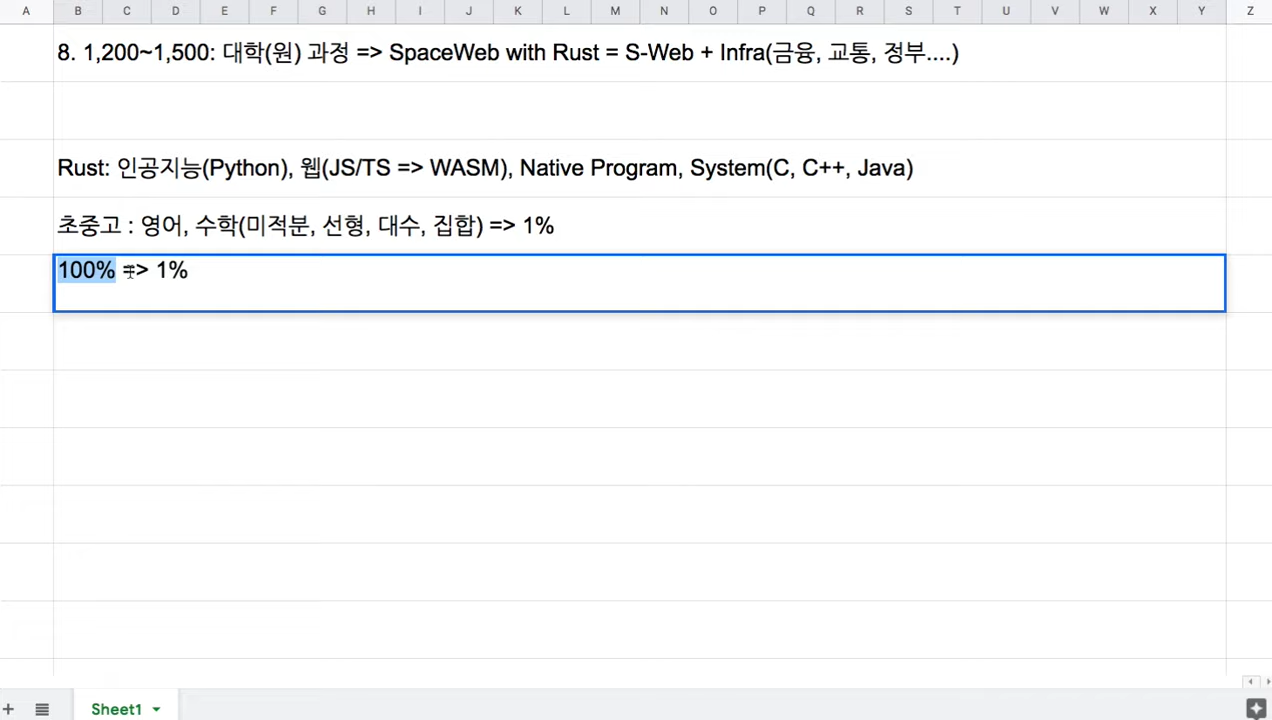 A B C D E F G H I J K L M N O P Q R S T U V W X Y Z
8. 1,200~1,500: 대학(원) 과정 => SpaceWeb with Rust = S-Web + Infra(금융, 교통, 정부....)
Rust: 인공지능(Python), 웹(JS/TS => WASM), Native Program, System(C, C++, Java)
초중고 : 영어, 수학(미적분, 선형, 대수, 집합) => 1%
100% => 1%
Sheet1